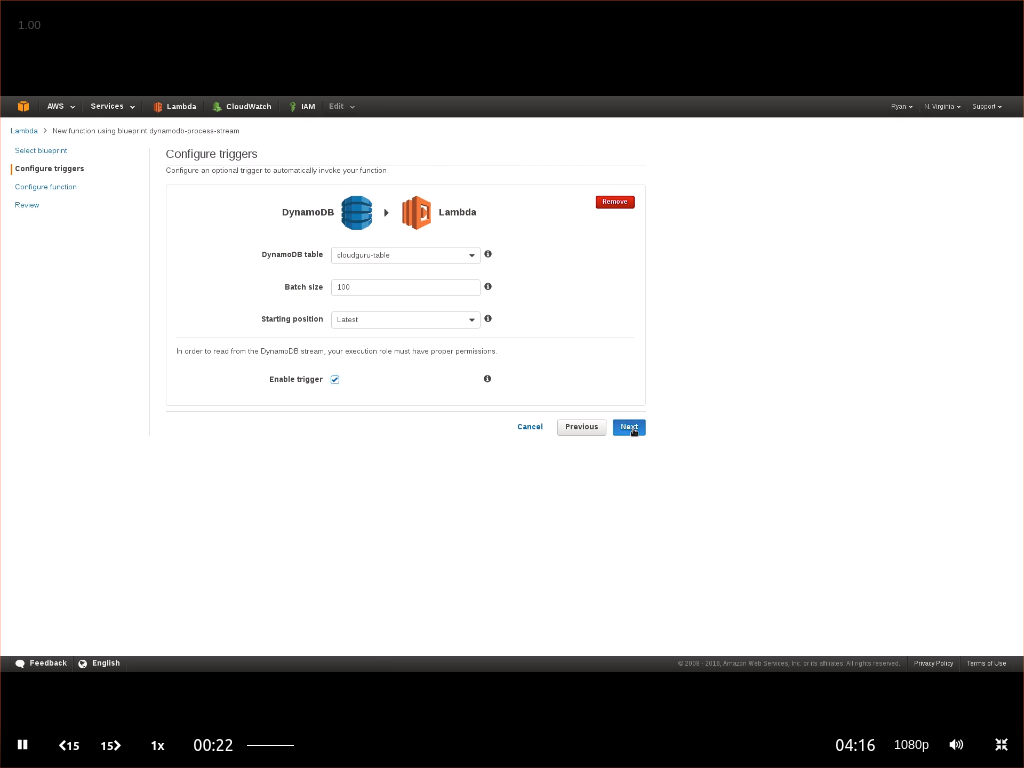 1.00
AWS Services Lambda CloudWatch IAM Edit Ryan N. Virginia Support
Lambda > New function using blueprint dynamodb-process-stream
Select blueprint
Configure triggers
Configure function
Review
Configure triggers
Configure an optional trigger to automatically invoke your function
DynamoDB Lambda
Remove
DynamoDB table cloudguru-table
Batch size 100
Starting position Latest
In order to read from the DynamoDB stream, your execution role must have proper permissions.
Enable trigger
Cancel Previous Next
Feedback English © 2008 - 2016, Amazon Web Services, Inc. or its affiliates. All rights reserved. Privacy Policy Terms of Use
15 15 1x 00:22 04:16 1080p